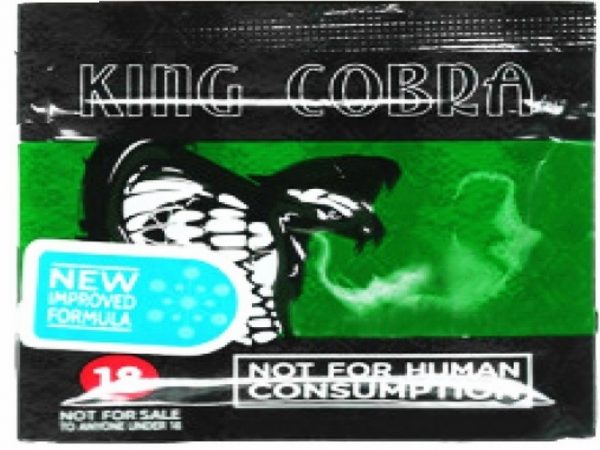 KING COBRA
NEW
IMPROVED
FORMULA
18
NOT FOR HUMAN
CONSUMPTION
NOT FOR SALE
TO ANYONE UNDER 18